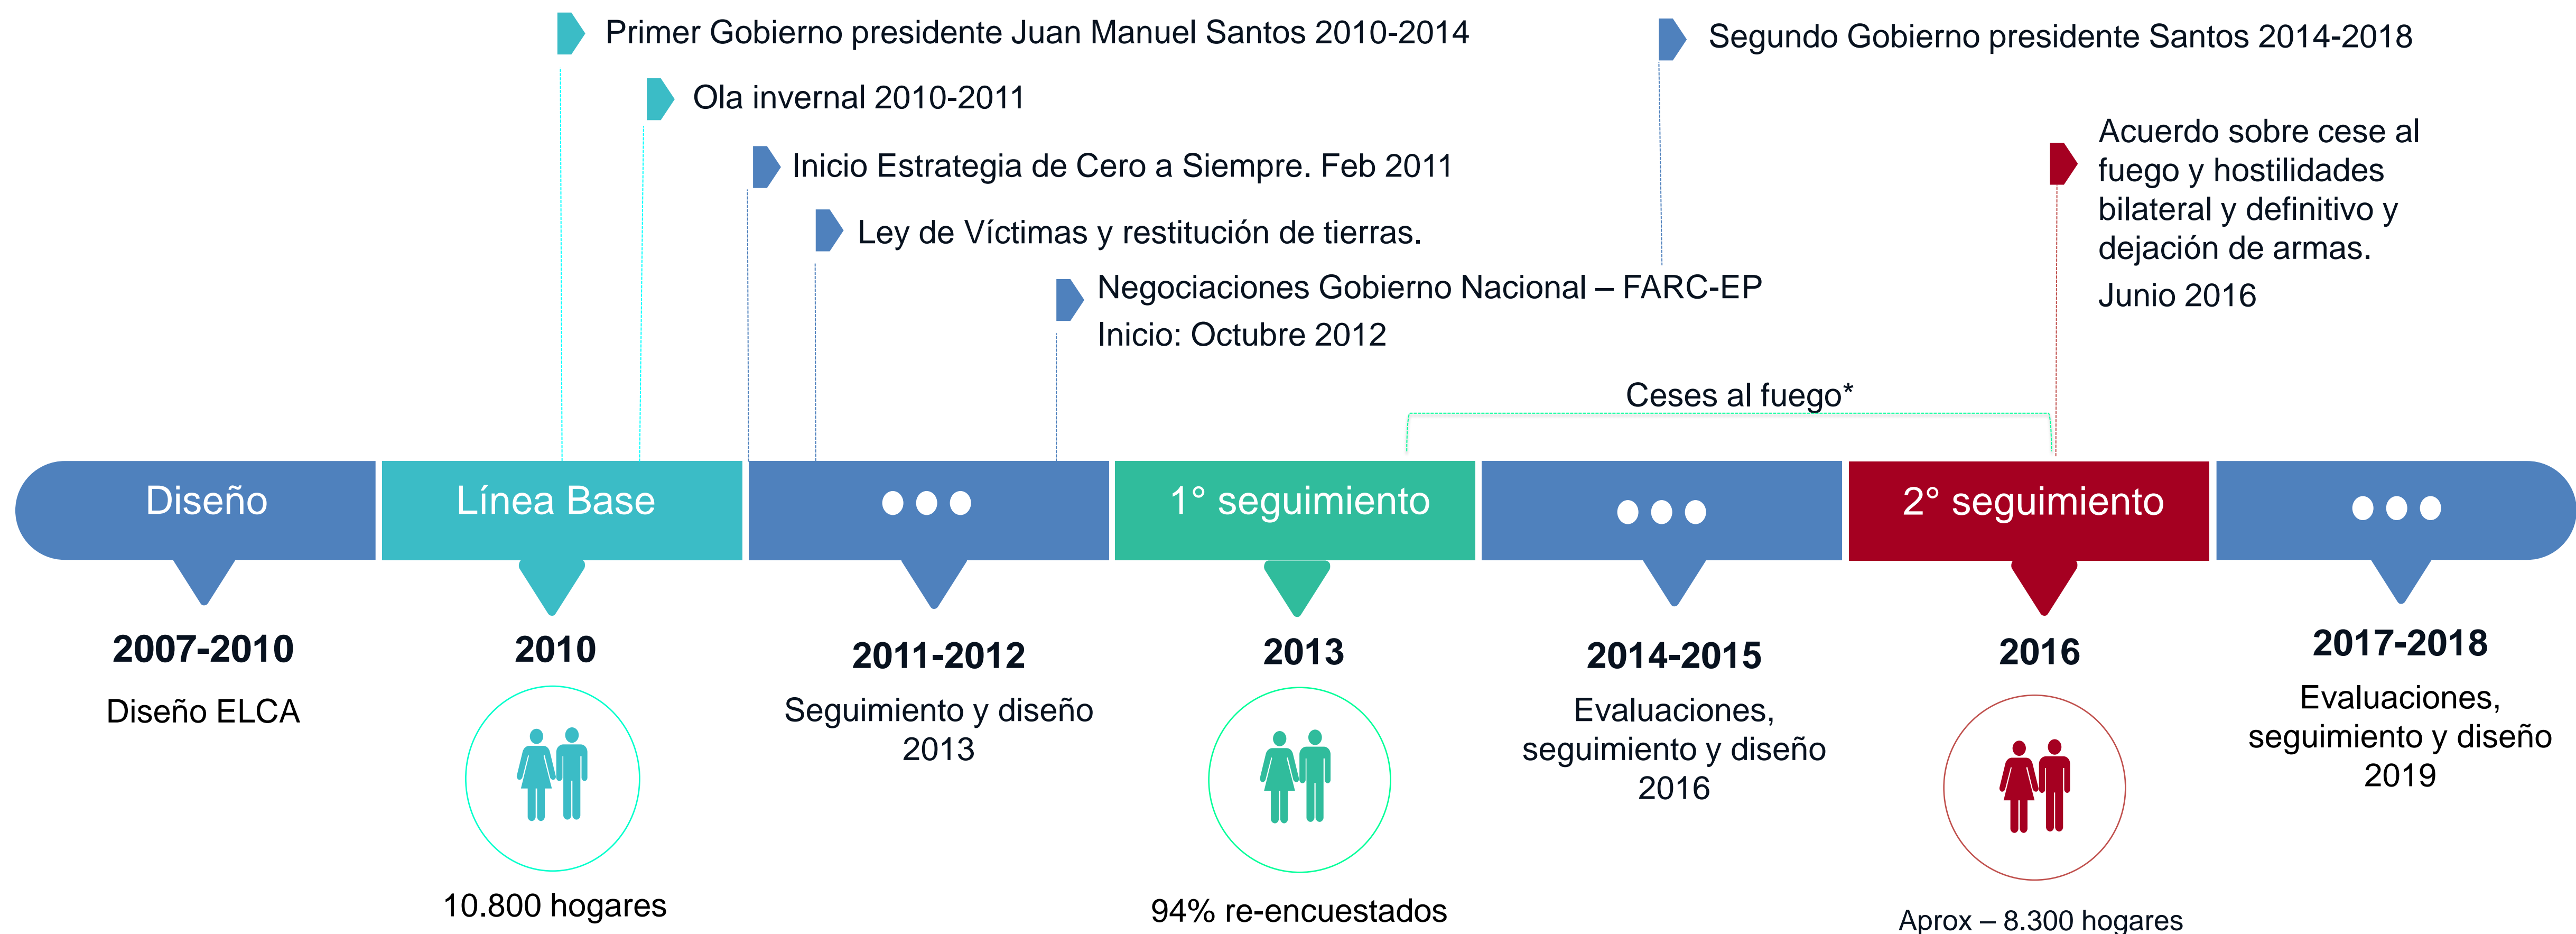 Primer Gobierno presidente Juan Manuel Santos 2010-2014
Segundo Gobierno presidente Santos 2014-2018
Ola invernal 2010-2011
Inicio Estrategia de Cero a Siempre. Feb 2011
Ley de Víctimas y restitución de tierras.
Negociaciones Gobierno Nacional – FARC-EP
Inicio: Octubre 2012
Acuerdo sobre cese al
fuego y hostilidades
bilateral y definitivo y
dejación de armas.
Junio 2016
Ceses al fuego*
Diseño
Línea Base
1° seguimiento
2° seguimiento
2007-2010
Diseño ELCA
2010
10.800 hogares
2011-2012
Seguimiento y diseño
2013
2013
94% re-encuestados
2014-2015
Evaluaciones,
seguimiento y diseño
2016
2016
Aprox – 8.300 hogares
2017-2018
Evaluaciones,
seguimiento y diseño
2019